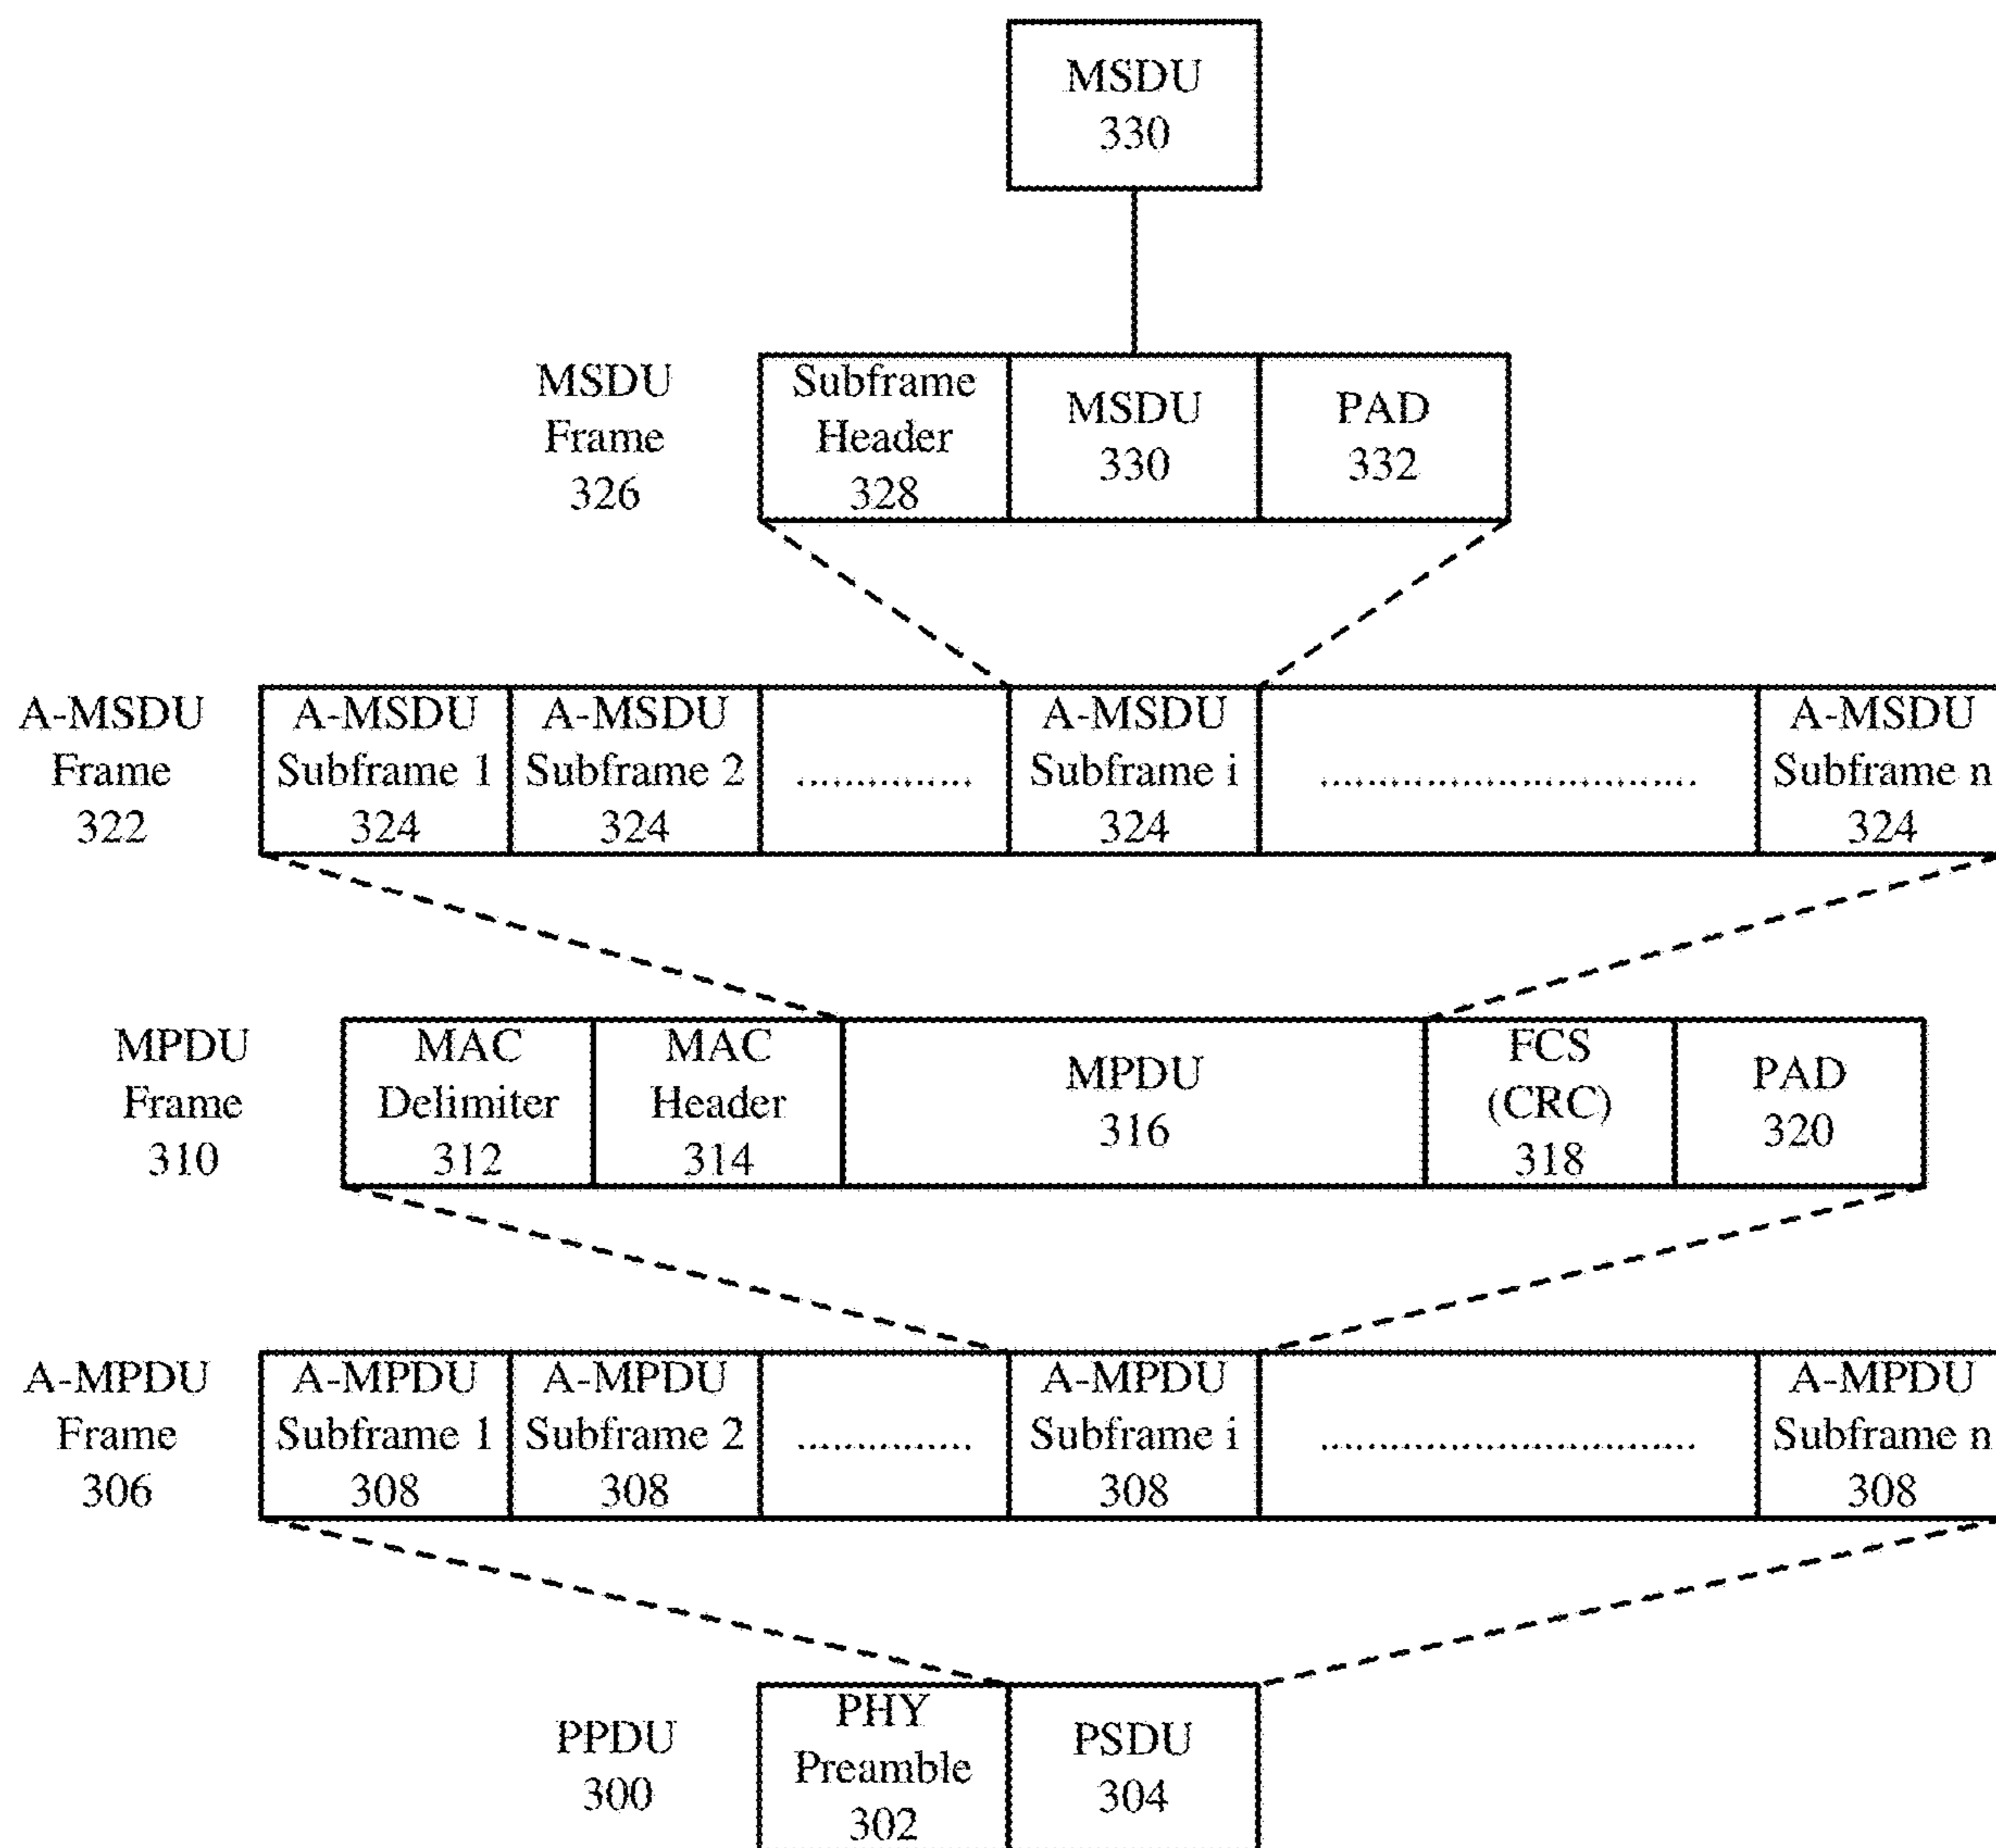 MSDU
330
MSDU
Frame
326
Subframe
Header
328
MSDU
330
PAD
332
A-MSDU
Frame
322
A-MSDU
Subframe 1
324
A-MSDU
Subframe 2
324
...............
A-MSDU
Subframe i
324
................................
A-MSDU
Subframe n
324
MPDU
Frame
310
MAC
Delimiter
312
MAC
Header
314
MPDU
316
FCS
(CRC)
318
PAD
320
A-MPDU
Frame
306
A-MPDU
Subframe 1
308
A-MPDU
Subframe 2
308
...............
A-MPDU
Subframe i
308
................................
A-MPDU
Subframe n
308
PPDU
300
PHY
Preamble
302
PSDU
304